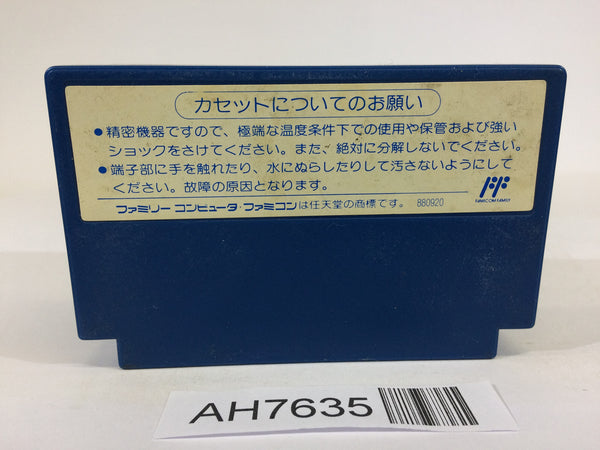 カセットについてのお願い
●精密機器ですので、極端な温度条件下での使用や保管および強い
ショックをさけてください。また、絶対に分解しないでください。
●端子部に手を触れたり、水にぬらしたりして汚さないようにして
ください。故障の原因となります。
FAMICOM FAMILY
ファミリー コンピュータ・ファミコンは任天堂の商標です。 880920
AH7635